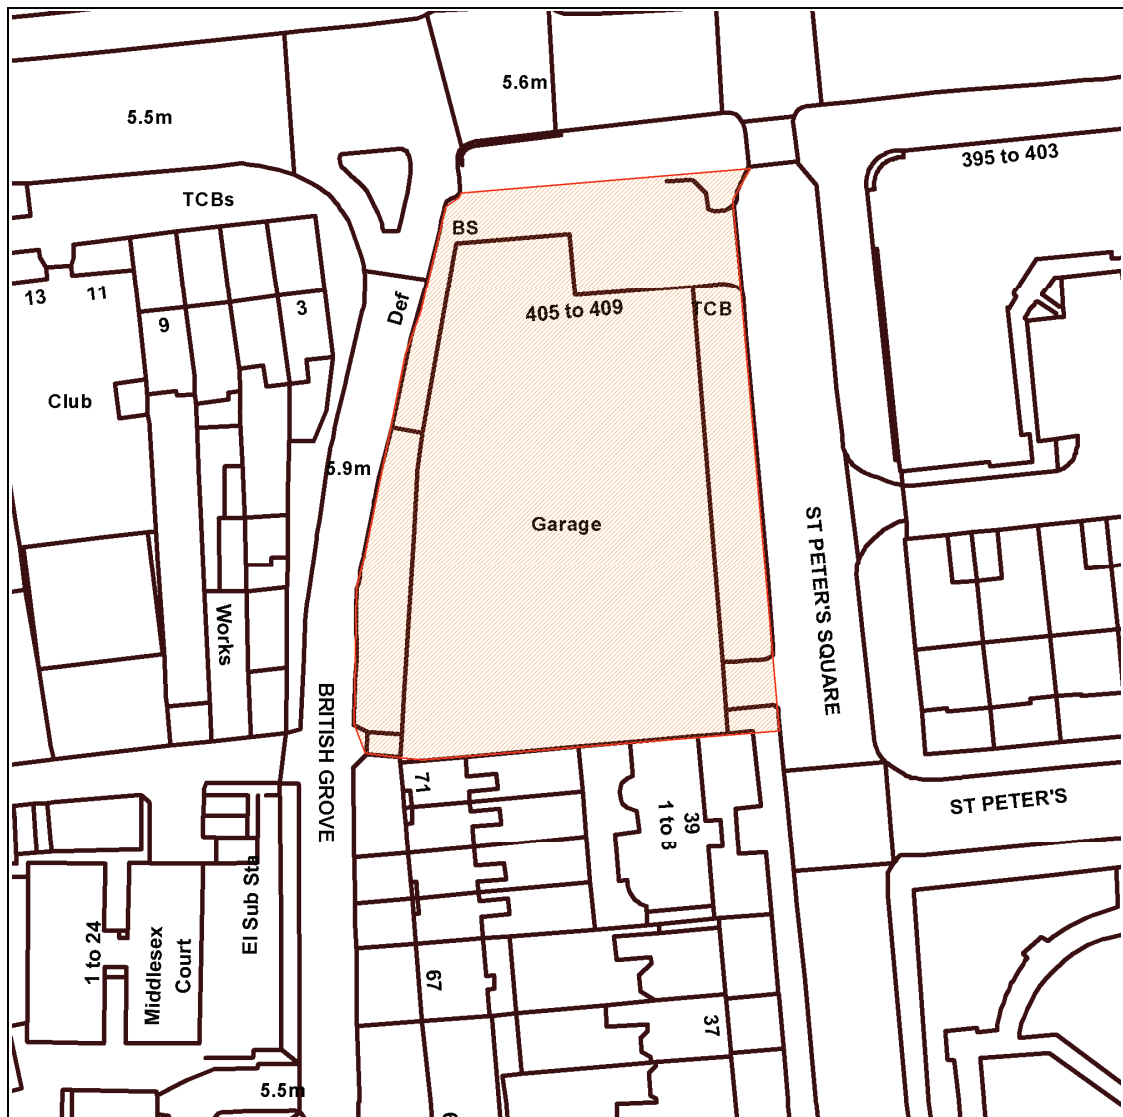 5.6m
5.5m
395 to 403
TCBs
BS
13
11
9
3
Def
405 to 409
TCB
Club
5.9m
Garage
ST PETER'S SQUARE
Works
BRITISH GROVE
71
39
1 to 8
ST PETER'S
El Sub Sta
1 to 24
Middlesex
Court
67
37
5.5m